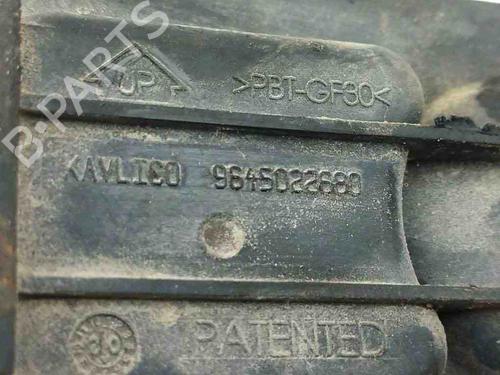 UP
>PBT-GF30<
KAVLICO 9645022680
PATENTED
B-PARTS